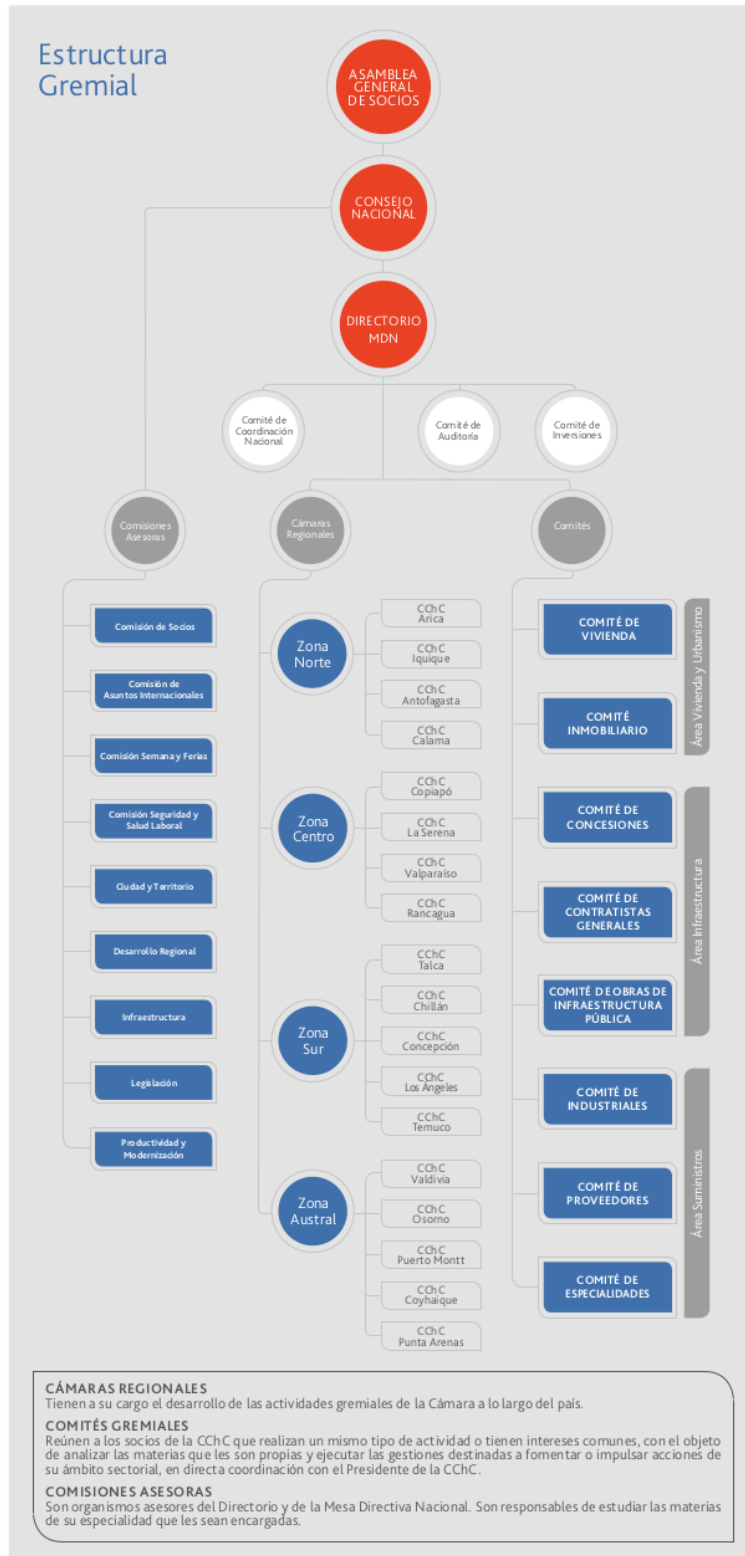 Estructura
Gremial
ASAMBLEA
GENERAL
DE SOCIOS
CONSEJO
NACIONAL
DIRECTORIO
MDN
Comité de
Coordinación
Nacional
Comité de
Auditoría
Comité de
Inversiones
Comisiones
Asesoras
Cámaras
Regionales
Comités
Comisión de Socios
Comisión de
Asuntos Internacionales
Comisión Semana y Ferias
Comisión Seguridad y
Salud Laboral
Ciudad y Territorio
Desarrollo Regional
Infraestructura
Legislación
Productividad y
Modernización
Zona
Norte
CChC
Arica
CChC
Iquique
CChC
Antofagasta
CChC
Calama
Zona
Centro
CChC
Copiapó
CChC
La Serena
CChC
Valparaíso
CChC
Rancagua
Zona
Sur
CChC
Talca
CChC
Chillán
CChC
Concepción
CChC
Los Ángeles
CChC
Temuco
Zona
Austral
CChC
Valdivia
CChC
Osorno
CChC
Puerto Montt
CChC
Coyhaique
CChC
Punta Arenas
COMITÉ DE
VIVIENDA
COMITÉ
INMOBILIARIO
Área Vivienda y Urbanismo
COMITÉ DE
CONCESIONES
COMITÉ DE
CONTRATISTAS
GENERALES
COMITÉ DE OBRAS DE
INFRAESTRUCTURA
PÚBLICA
Área Infraestructura
COMITÉ DE
INDUSTRIALES
COMITÉ DE
PROVEEDORES
COMITÉ DE
ESPECIALIDADES
Área Suministros
CÁMARAS REGIONALES
Tienen a su cargo el desarrollo de las actividades gremiales de la Cámara a lo largo del país.
COMITÉS GREMIALES
Reúnen a los socios de la CChC que realizan un mismo tipo de actividad o tienen intereses comunes, con el objeto
de analizar las materias que les son propias y ejecutar las gestiones destinadas a fomentar o impulsar acciones de
su ámbito sectorial, en directa coordinación con el Presidente de la CChC.
COMISIONES ASESORAS
Son organismos asesores del Directorio y de la Mesa Directiva Nacional. Son responsables de estudiar las materias
de su especialidad que les sean encargadas.